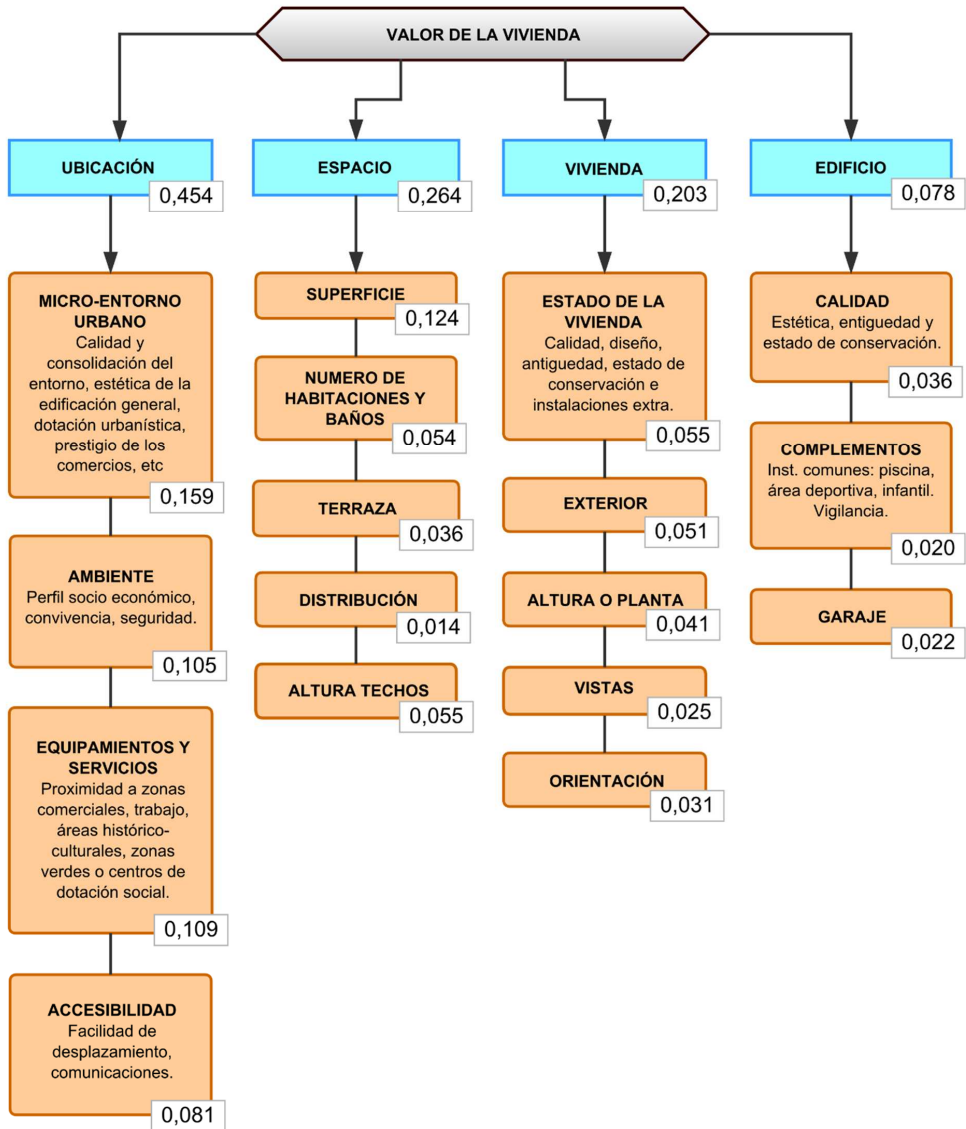 VALOR DE LA VIVIENDA
UBICACIÓN
0,454
MICRO-ENTORNO
URBANO
Calidad y
consolidación del
entorno, estética de la
edificación general,
dotación urbanística,
prestigio de los
comercios, etc
0,159
AMBIENTE
Perfil socio económico,
convivencia, seguridad.
0,105
EQUIPAMIENTOS Y
SERVICIOS
Proximidad a zonas
comerciales, trabajo,
áreas histórico-
culturales, zonas
verdes o centros de
dotación social.
0,109
ACCESIBILIDAD
Facilidad de
desplazamiento,
comunicaciones.
0,081
ESPACIO
0,264
SUPERFICIE
0,124
NUMERO DE
HABITACIONES Y
BAÑOS
0,054
TERRAZA
0,036
DISTRIBUCIÓN
0,014
ALTURA TECHOS
0,055
VIVIENDA
0,203
ESTADO DE LA
VIVIENDA
Calidad, diseño,
antiguedad, estado de
conservación e
instalaciones extra.
0,055
EXTERIOR
0,051
ALTURA O PLANTA
0,041
VISTAS
0,025
ORIENTACIÓN
0,031
EDIFICIO
0,078
CALIDAD
Estética, entiguedad y
estado de conservación.
0,036
COMPLEMENTOS
Inst. comunes: piscina,
área deportiva, infantil.
Vigilancia.
0,020
GARAJE
0,022